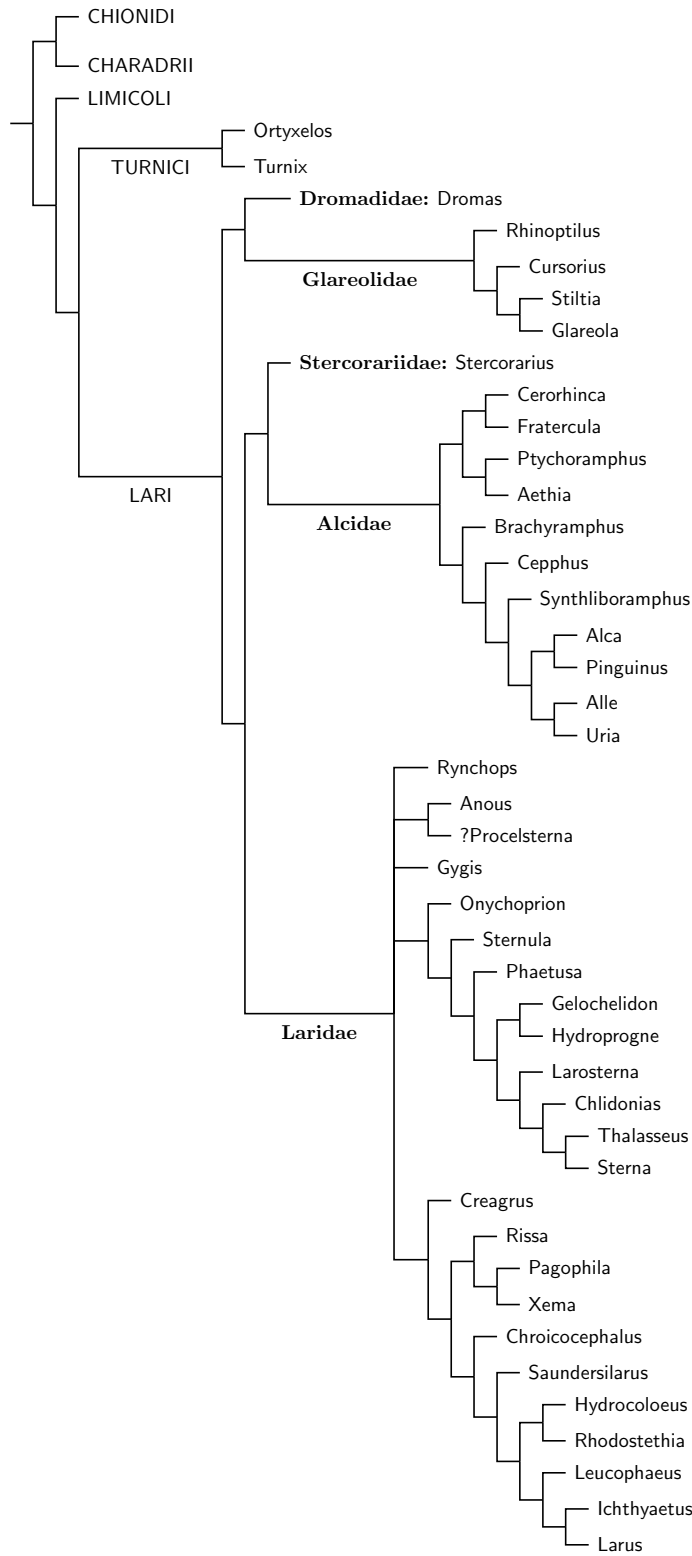 CHIONIDI
CHARADRII
LIMICOLI
Ortyxelos
TURNICI
Turnix
Dromadidae: Dromas
Rhinoptilus
Cursorius
Glareolidae
Stiltia
Glareola
Stercorariidae: Stercorarius
Cerorhinca
Fratercula
Ptychoramphus
LARI
Aethia
Alcidae
Brachyramphus
Cepphus
Synthliboramphus
Alca
Pinguinus
Alle
Uria
Rynchops
Anous
?Procelsterna
Gygis
Onychoprion
Sternula
Phaetusa
Gelochelidon
Laridae
Hydroprogne
Larosterna
Chlidonias
Thalasseus
Sterna
Creagrus
Rissa
Pagophila
Xema
Chroicocephalus
Saundersilarus
Hydrocoloeus
Rhodostethia
Leucophaeus
Ichthyaetus
Larus